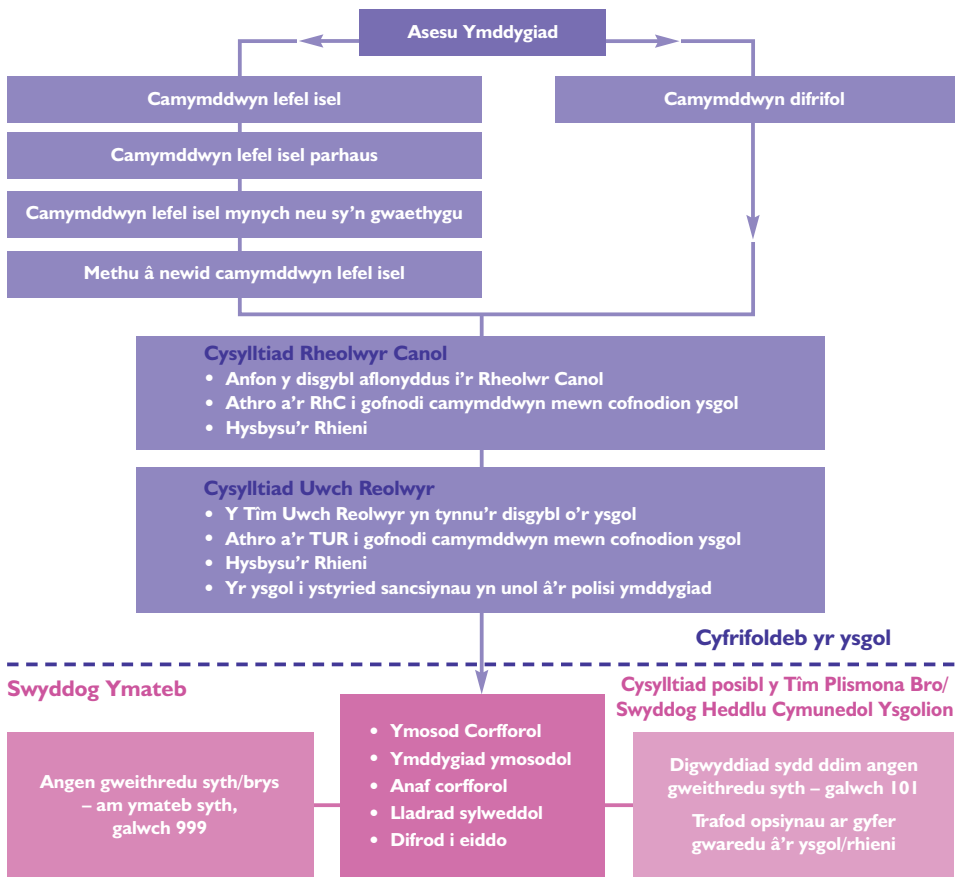 Asesu Ymddygiad
Camymddwyn lefel isel
Camymddwyn difrifol
Camymddwyn lefel isel parhaus
Camymddwyn lefel isel mynych neu sy’n gwaethygu
Methu â newid camymddwyn lefel isel
Cysylltiad Rheolwyr Canol
• Anfon y disgybl aflonyddus i’r Rheolwr Canol
• Athro a’r RhC i gofnodi camymddwyn mewn cofnodion ysgol
• Hysbysu’r Rhieni
Cysylltiad Uwch Reolwyr
• Y Tîm Uwch Reolwyr yn tynnu’r disgybl o’r ysgol
• Athro a’r TUR i gofnodi camymddwyn mewn cofnodion ysgol
• Hysbysu’r Rhieni
• Yr ysgol i ystyried sancsiynau yn unol â’r polisi ymddygiad
Cyfrifoldeb yr ysgol
Swyddog Ymateb
Cysylltiad posibl y Tîm Plismona Bro/
Swyddog Heddlu Cymunedol Ysgolion
Angen gweithredu syth/brys
– am ymateb syth,
galwch 999
• Ymosod Corfforol
• Ymddygiad ymosodol
• Anaf corfforol
• Lladrad sylweddol
• Difrod i eiddo
Digwyddiad sydd ddim angen
gweithredu syth – galwch 101
Trafod opsiynau ar gyfer
gwaredu â’r ysgol/rhieni